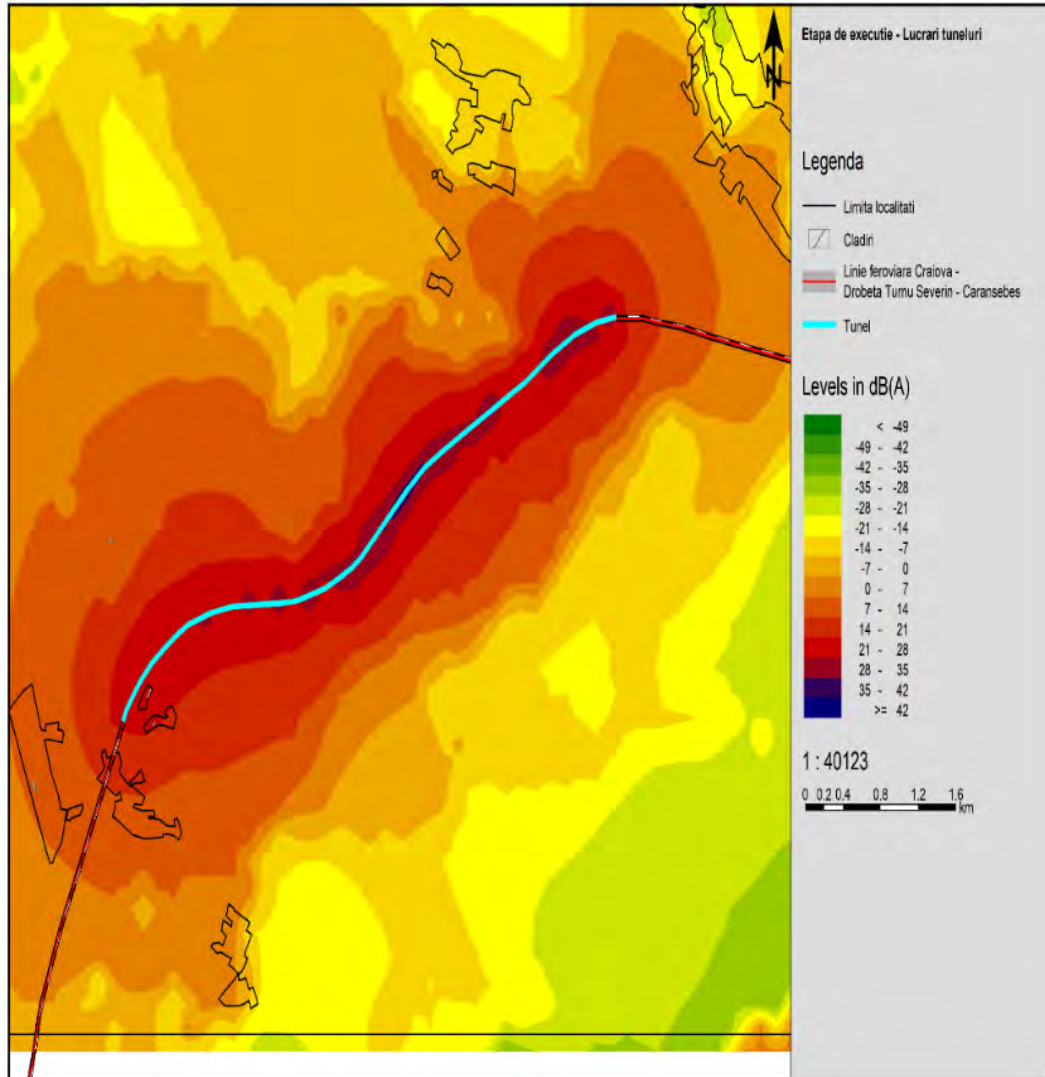 Etapa de executie - Lucrari tuneluri
N
Legenda
Limita localitati
Cladiri
Linie feroviara Craiova -
Drobeta Turnu Severin - Caransebes
Tunel
Levels in dB(A)
< -49
-49 - -42
-42 - -35
-35 - -28
-28 - -21
-21 - -14
-14 - -7
-7 - 0
0 - 7
7 - 14
14 - 21
21 - 28
28 - 35
35 - 42
>= 42
1 : 40123
0 0.2 0.4 0.8 1.2 1.6
km